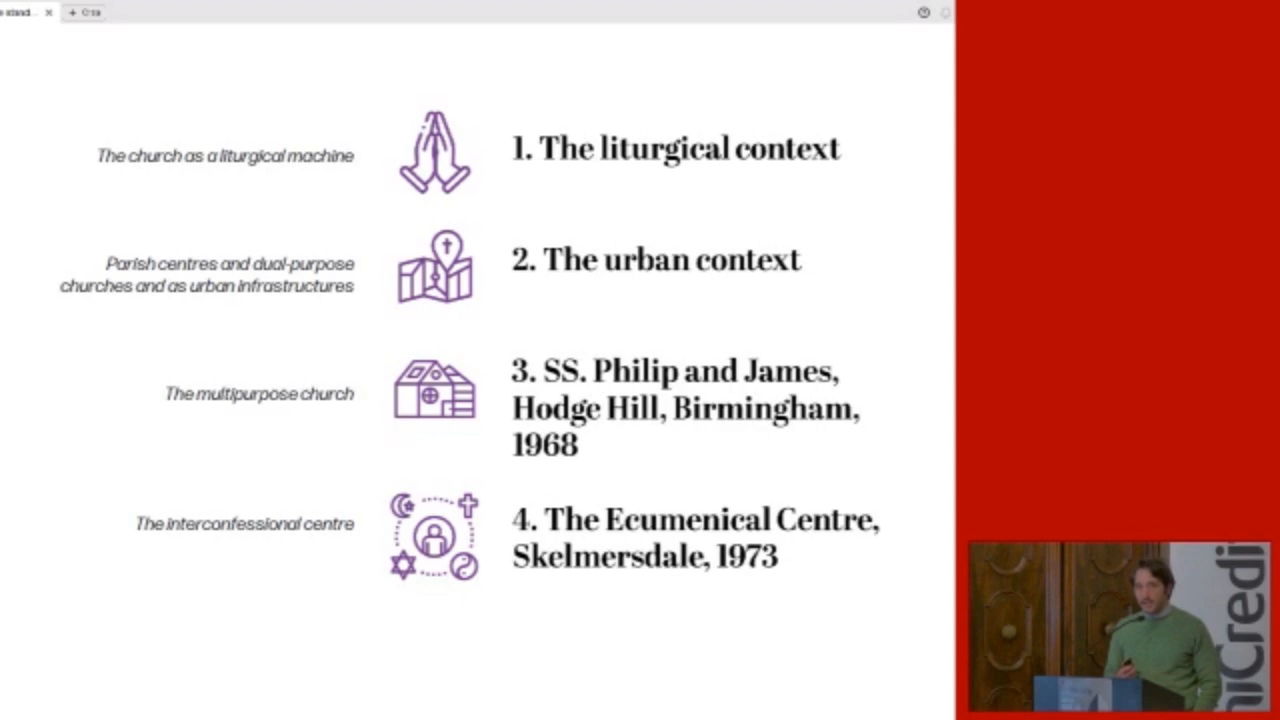 The church as a liturgical machine
1. The liturgical context
Parish centres and dual-purpose
churches and as urban infrastructures
2. The urban context
The multipurpose church
3. SS. Philip and James,
Hodge Hill, Birmingham,
1968
The interconfessional centre
4. The Ecumenical Centre,
Skelmersdale, 1973
niCredi